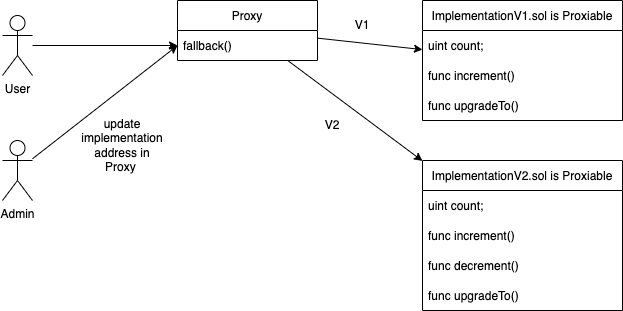 Proxy
fallback()
V1
ImplementationV1.sol is Proxiable
uint count;
func increment()
func upgradeTo()
User
update
implementation
address in
Proxy
V2
Admin
ImplementationV2.sol is Proxiable
uint count;
func increment()
func decrement()
func upgradeTo()